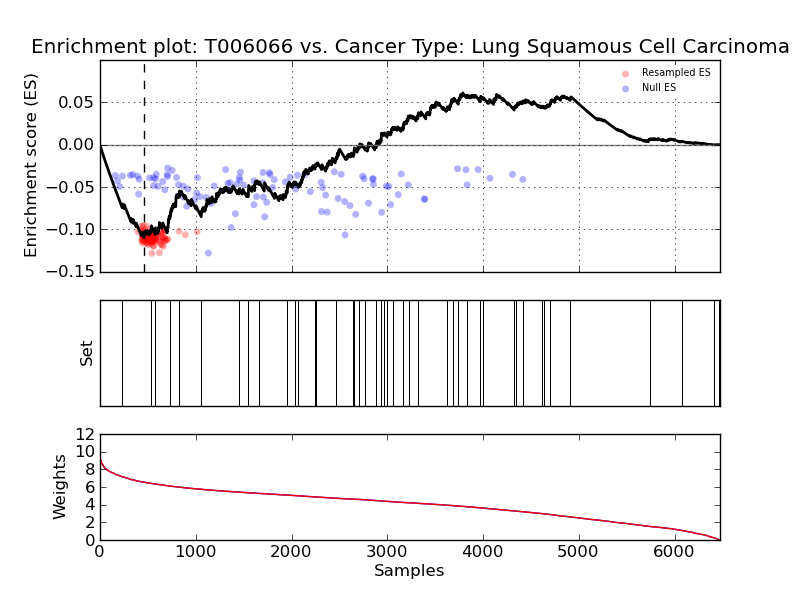 Enrichment plot: T006066 vs. Cancer Type: Lung Squamous Cell Carcinoma
Enrichment score (ES)
0.05
0.00
−0.05
−0.10
−0.15
Resampled ES
Null ES
Set
Weights
12
10
8
6
4
2
0
0 1000 2000 3000 4000 5000 6000
Samples